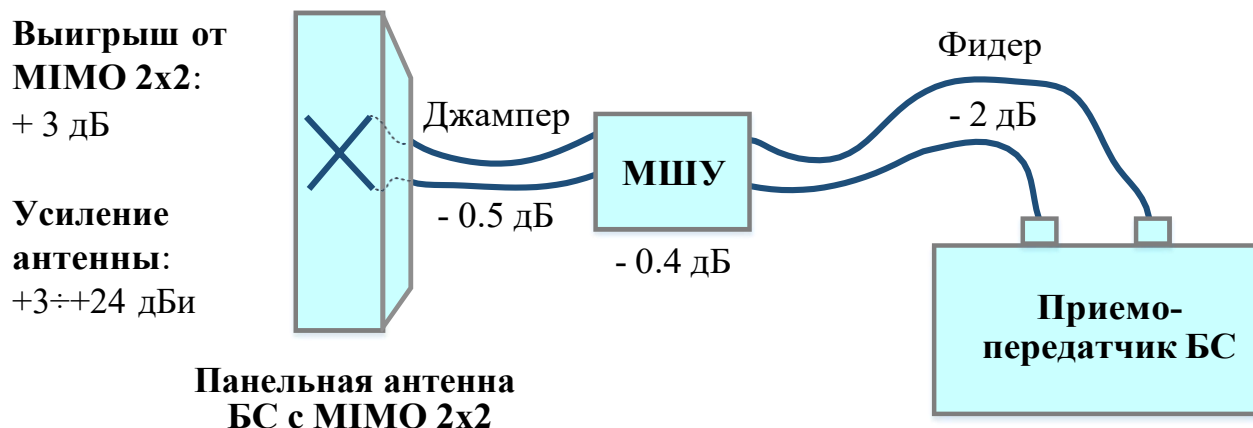 Выигрыш от
MIMO 2x2:
+ 3 дБ
Усиление
антенны:
+3÷+24 дБи
Джампер
- 0.5 дБ
МШУ
- 0.4 дБ
Фидер
- 2 дБ
Приемо-
передатчик БС
Панельная антенна
БС с MIMO 2x2